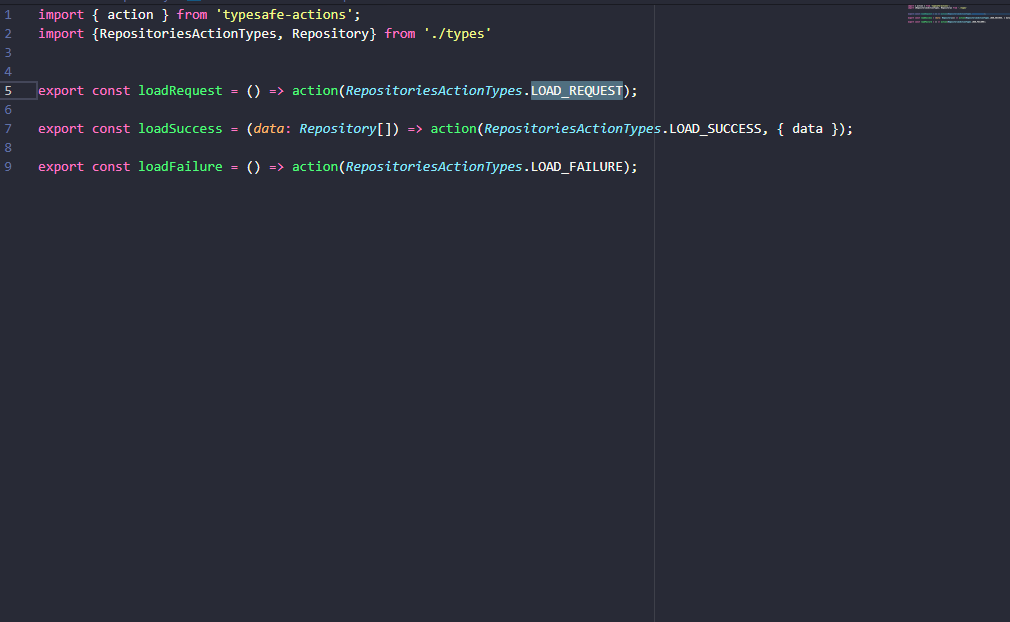 1 import { action } from 'typesafe-actions';
2 import {RepositoriesActionTypes, Repository} from './types'
3
4
5 export const loadRequest = () => action(RepositoriesActionTypes.LOAD_REQUEST);
6
7 export const loadSuccess = (data: Repository[]) => action(RepositoriesActionTypes.LOAD_SUCCESS, { data });
8
9 export const loadFailure = () => action(RepositoriesActionTypes.LOAD_FAILURE);